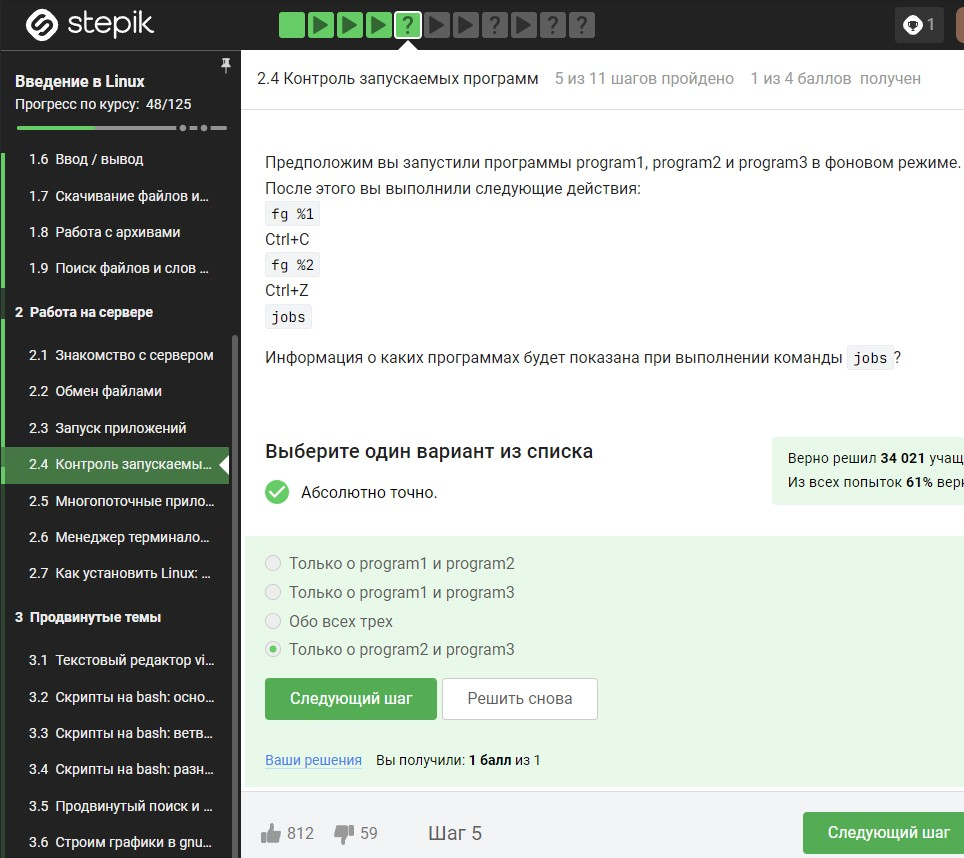 stepik
? ? ? ?
1
Введение в Linux
Прогресс по курсу: 48/125
1.6 Ввод / вывод
1.7 Скачивание файлов и...
1.8 Работа с архивами
1.9 Поиск файлов и слов ...
2 Работа на сервере
2.1 Знакомство с сервером
2.2 Обмен файлами
2.3 Запуск приложений
2.4 Контроль запускаемы...
2.5 Многопоточные прило...
2.6 Менеджер терминало...
2.7 Как установить Linux: ...
3 Продвинутые темы
3.1 Текстовый редактор vi...
3.2 Скрипты на bash: осно...
3.3 Скрипты на bash: ветв...
3.4 Скрипты на bash: разн...
3.5 Продвинутый поиск и ...
3.6 Строим графики в gnu...
2.4 Контроль запускаемых программ 5 из 11 шагов пройдено 1 из 4 баллов получен
Предположим вы запустили программы program1, program2 и program3 в фоновом режиме.
После этого вы выполнили следующие действия:
fg %1
Ctrl+C
fg %2
Ctrl+Z
jobs
Информация о каких программах будет показана при выполнении команды jobs ?
Выберите один вариант из списка
Абсолютно точно.
Верно решил 34 021 учащ
Из всех попыток 61% верн
Только о program1 и program2
Только о program1 и program3
Обо всех трех
Только о program2 и program3
Следующий шаг
Решить снова
Ваши решения Вы получили: 1 балл из 1
812 59 Шаг 5
Следующий шаг